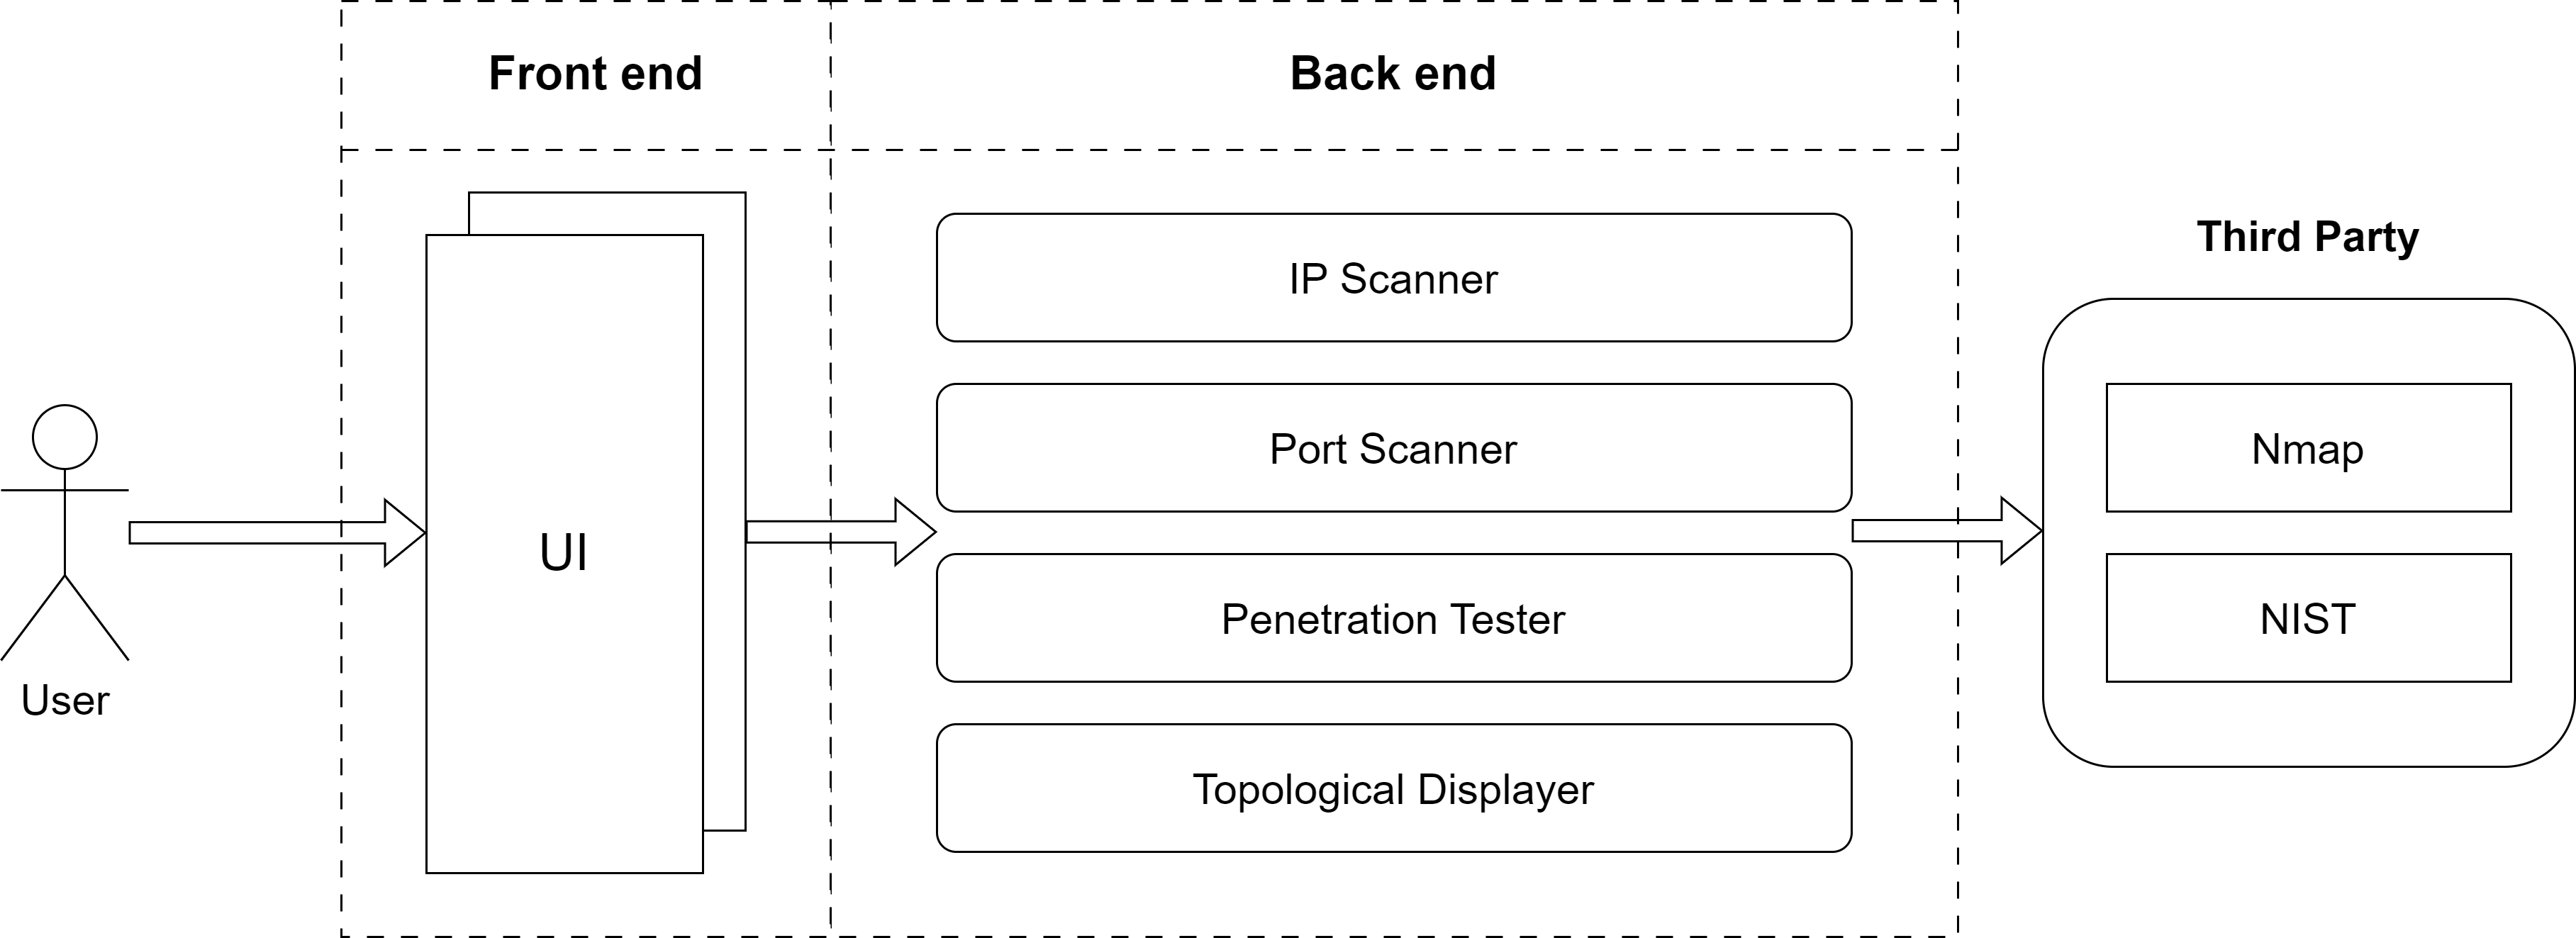 Front end
Back end
Third Party
IP Scanner
Port Scanner
Penetration Tester
Topological Displayer
UI
User
Nmap
NIST